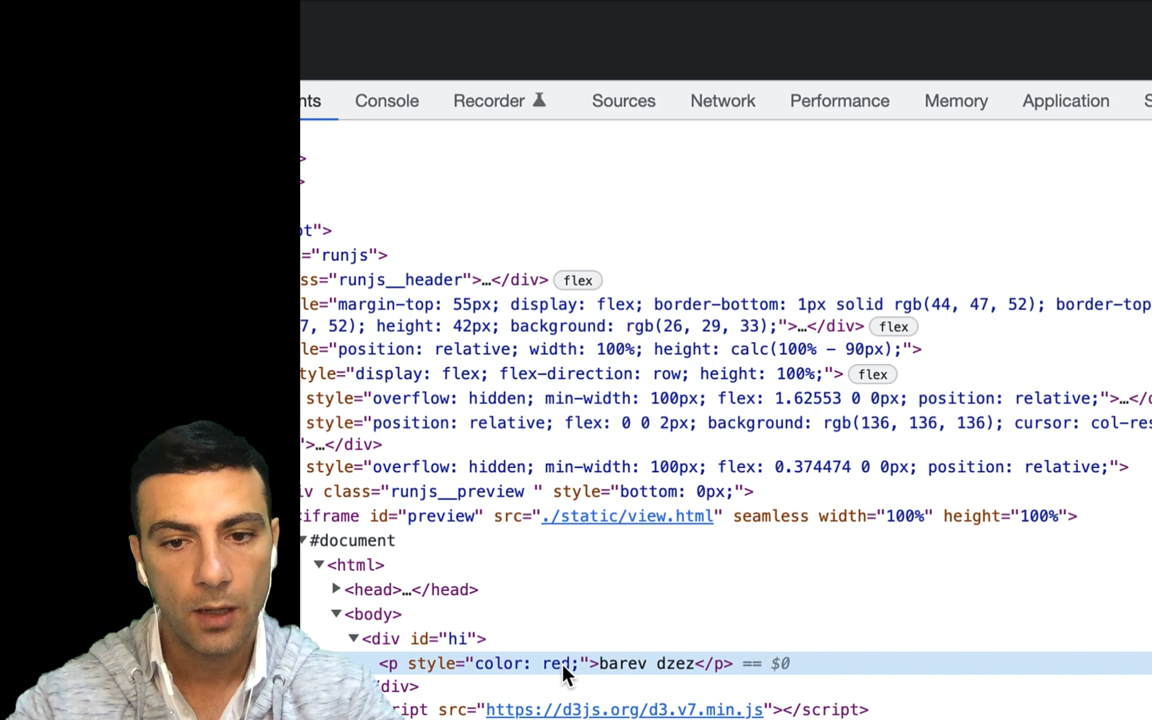 nts Console Recorder Sources Network Performance Memory Application S
>
>
pt">
="runjs">
ss="runjs__header">…</div> flex
le="margin-top: 55px; display: flex; border-bottom: 1px solid rgb(44, 47, 52); border-top
7, 52); height: 42px; background: rgb(26, 29, 33);">…</div> flex
le="position: relative; width: 100%; height: calc(100% - 90px);">
tyle="display: flex; flex-direction: row; height: 100%;"> flex
style="overflow: hidden; min-width: 100px; flex: 1.62553 0 0px; position: relative;">…</d
style="position: relative; flex: 0 0 2px; background: rgb(136, 136, 136); cursor: col-res
">…</div>
style="overflow: hidden; min-width: 100px; flex: 0.374474 0 0px; position: relative;">
iv class="runjs__preview " style="bottom: 0px;">
iframe id="preview" src="./static/view.html" seamless width="100%" height="100%">
#document
<html>
<head>…</head>
<body>
<div id="hi">
<p style="color: red;">barev dzez</p> == $0
/div>
ript src="https://d3js.org/d3.v7.min.js"></script>